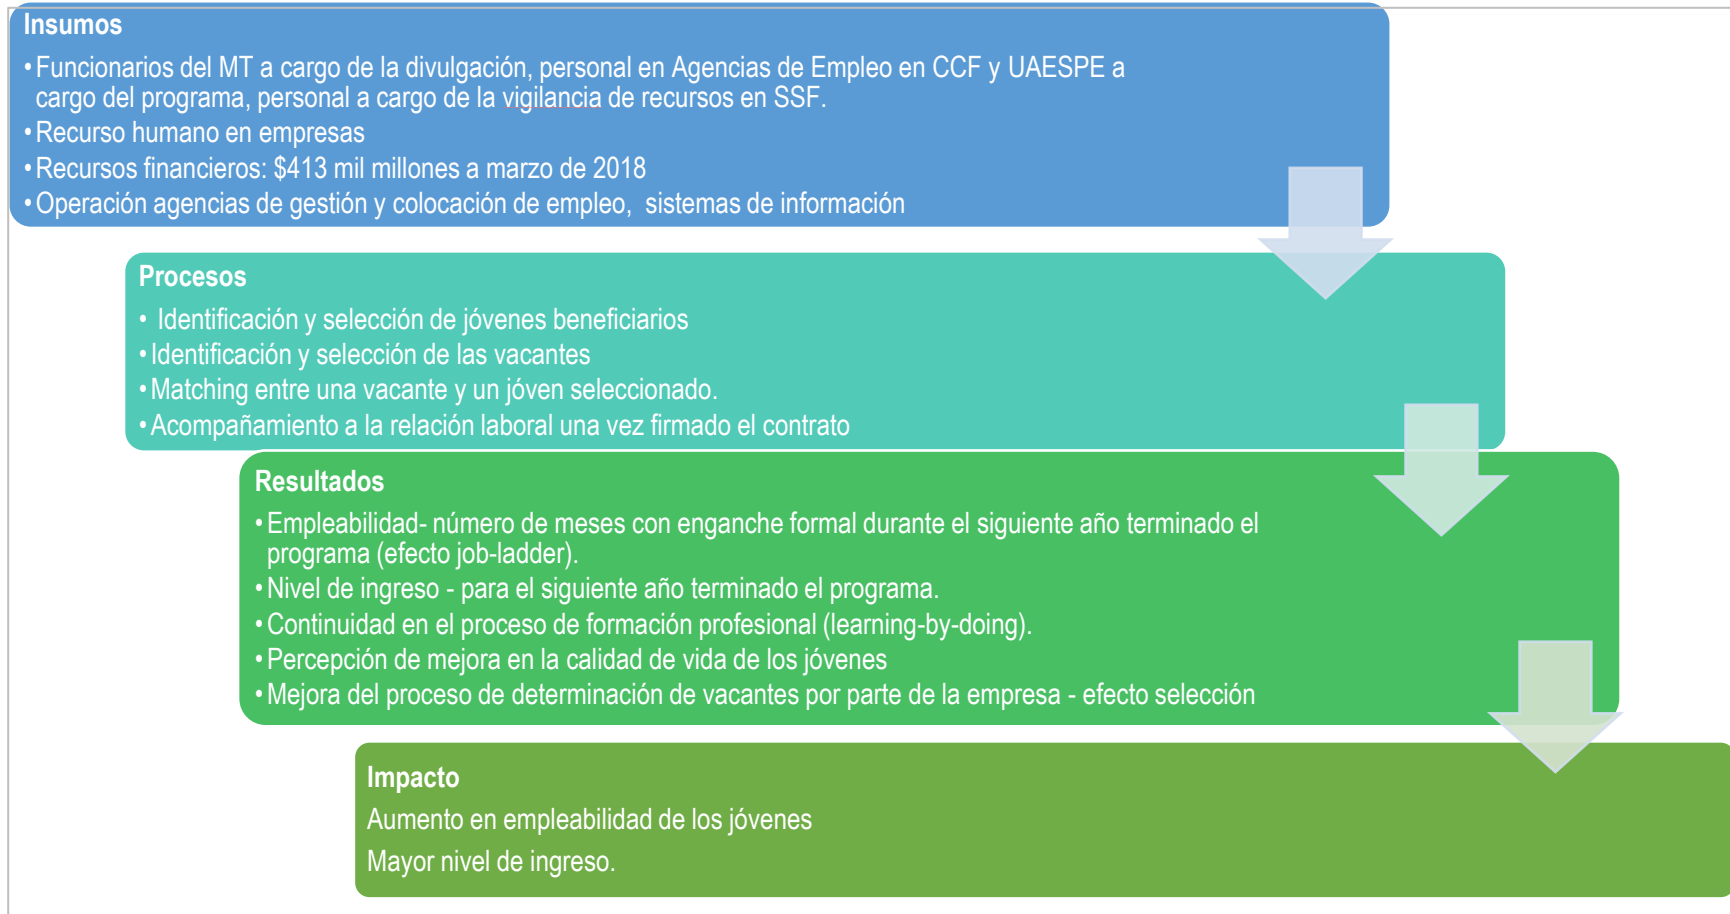 Insumos
• Funcionarios del MT a cargo de la divulgación, personal en Agencias de Empleo en CCF y UAESPE a
cargo del programa, personal a cargo de la vigilancia de recursos en SSF.
• Recurso humano en empresas
• Recursos financieros: $413 mil millones a marzo de 2018
• Operación agencias de gestión y colocación de empleo, sistemas de información
Procesos
• Identificación y selección de jóvenes beneficiarios
• Identificación y selección de las vacantes
• Matching entre una vacante y un jóven seleccionado.
• Acompañamiento a la relación laboral una vez firmado el contrato
Resultados
• Empleabilidad- número de meses con enganche formal durante el siguiente año terminado el
programa (efecto job-ladder).
• Nivel de ingreso - para el siguiente año terminado el programa.
• Continuidad en el proceso de formación profesional (learning-by-doing).
• Percepción de mejora en la calidad de vida de los jóvenes
• Mejora del proceso de determinación de vacantes por parte de la empresa - efecto selección
Impacto
Aumento en empleabilidad de los jóvenes
Mayor nivel de ingreso.